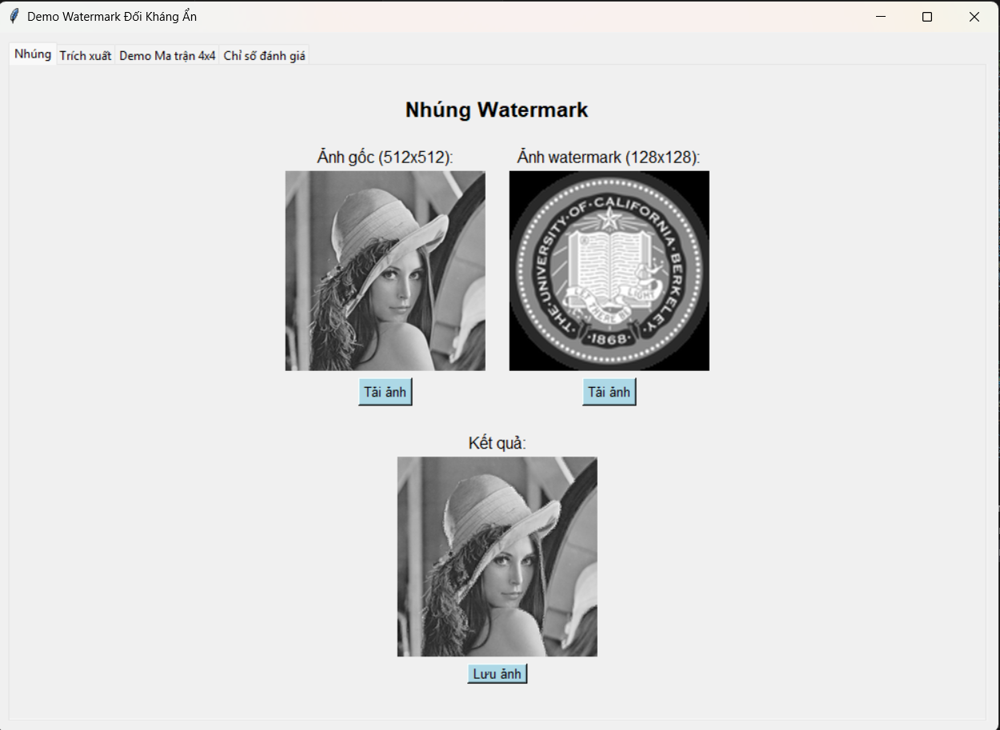 Demo Watermark Đối Kháng Ẩn
Nhúng Trích xuất Demo Ma trận 4x4 Chỉ số đánh giá
Nhúng Watermark
Ảnh gốc (512x512): Ảnh watermark (128x128):
THE·UNIVERSITY·OF·CALIFORNIA·BERKELEY
LET THERE BE LIGHT
·1868·
Tải ảnh Tải ảnh
Kết quả:
Lưu ảnh